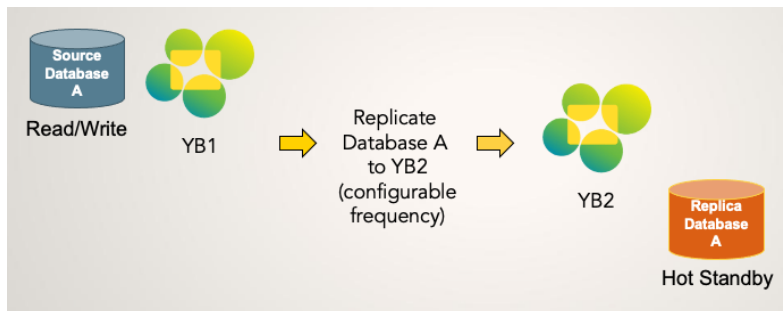 Source
Database
A
Read/Write
YB1
Replicate
Database A
to YB2
(configurable
frequency)
YB2
Replica
Database
A
Hot Standby